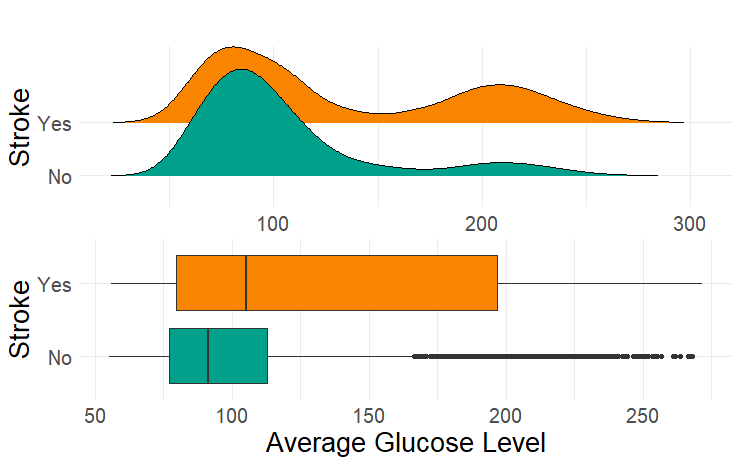 Stroke
Yes
No
100 200 300
Stroke
Yes
No
50 100 150 200 250
Average Glucose Level